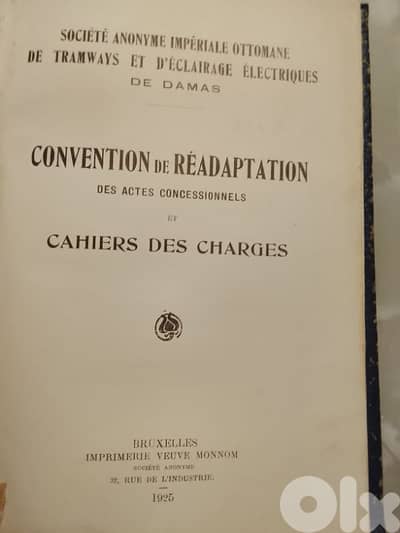 SOCIÉTÉ ANONYME IMPÉRIALE OTTOMANE
DE TRAMWAYS ET D'ÉCLAIRAGE ÉLECTRIQUES
DE DAMAS
CONVENTION DE RÉADAPTATION
DES ACTES CONCESSIONNELS
ET
CAHIERS DES CHARGES
BRUXELLES
IMPRIMERIE VEUVE MONNOM
SOCIÉTÉ ANONYME
32, RUE DE L'INDUSTRIE.
1925
Olx